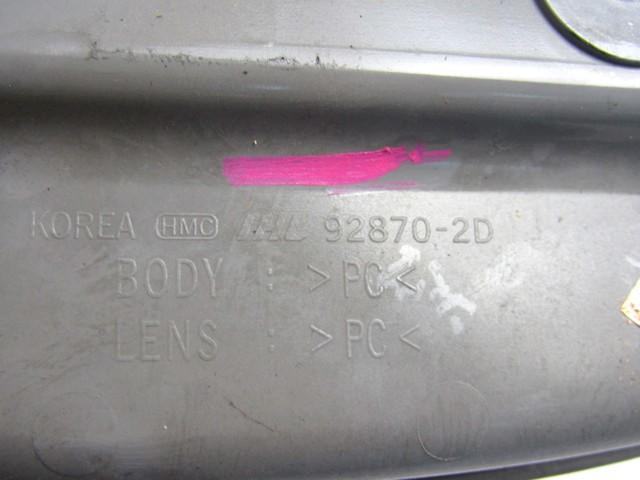 KOREA HMC 92870-2D
BODY : >PC<
LENS : >PC<